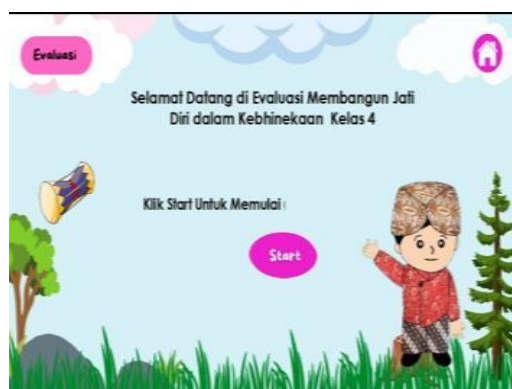 Evaluasi
Selamat Datang di Evaluasi Membangun Jati
Diri dalam Kebhinekaan Kelas 4
Klik Start Untuk Memulai :
Start